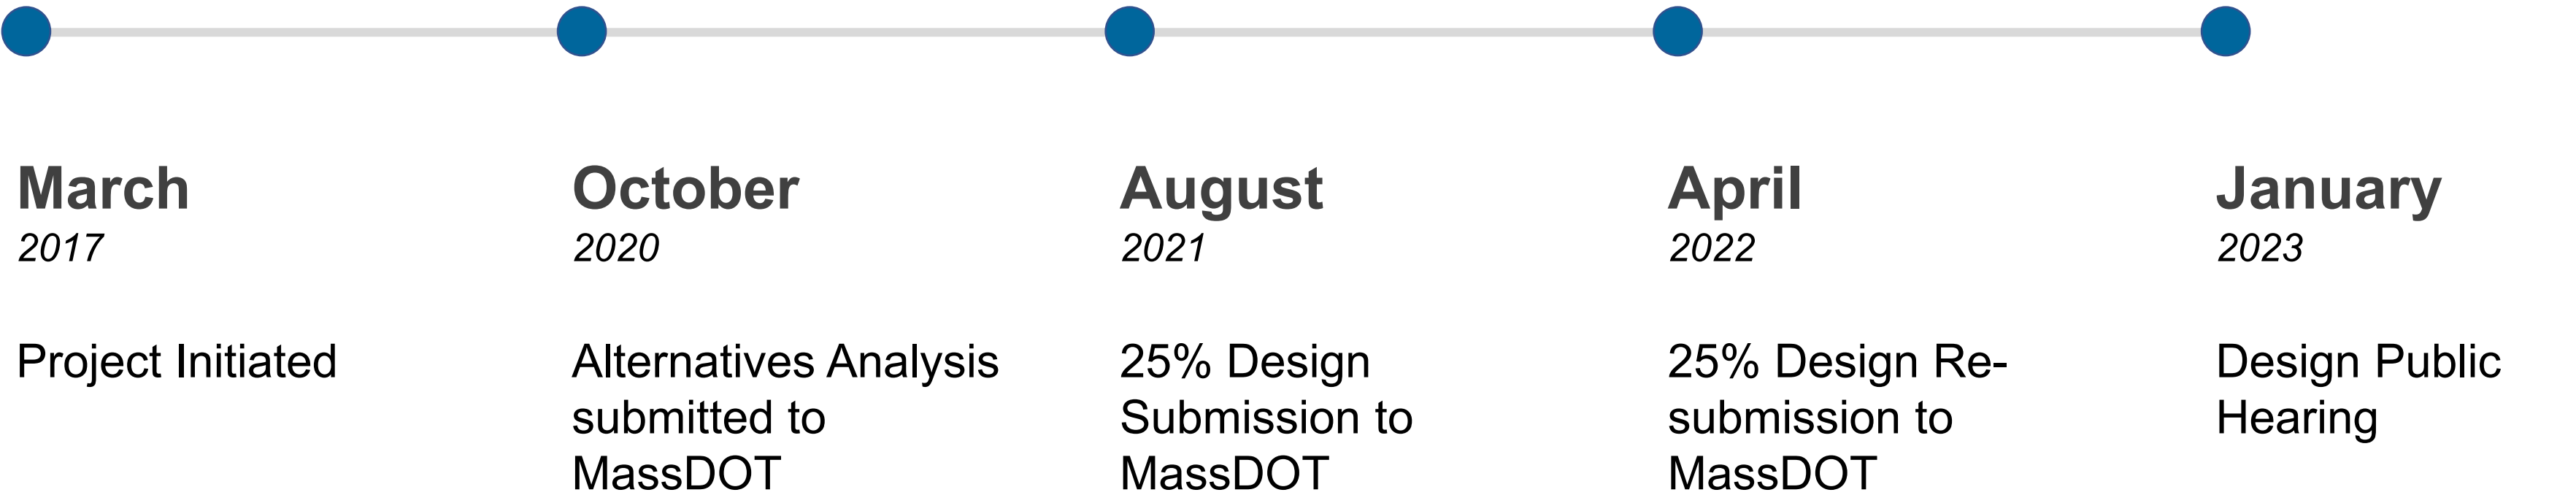 March
2017
Project Initiated
October
2020
Alternatives Analysis
submitted to
MassDOT
August
2021
25% Design
Submission to
MassDOT
April
2022
25% Design Re-
submission to
MassDOT
January
2023
Design Public
Hearing